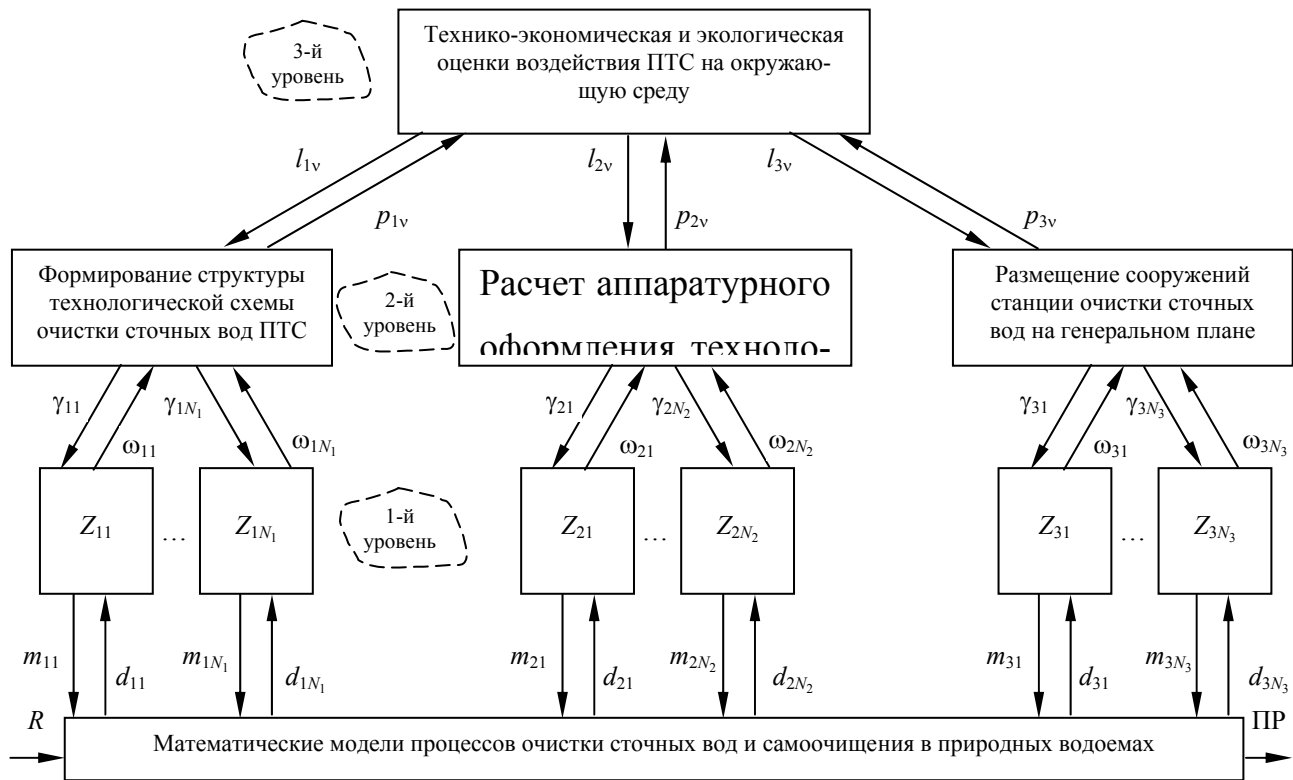 3-й
уровень
Технико-экономическая и экологическая
оценки воздействия ПТС на окружаю-
щую среду
l1ν
l2ν
l3ν
p1ν
p2ν
p3ν
Формирование структуры
технологической схемы
очистки сточных вод ПТС
2-й
уровень
Расчет аппаратурного
оформления техноло-
Размещение сооружений
станции очистки сточных
вод на генеральном плане
γ11
γ1N1
γ21
γ2N2
γ31
γ3N3
ω11
ω1N1
ω21
ω2N2
ω31
ω3N3
Z11
...
Z1N1
1-й
уровень
Z21
...
Z2N2
Z31
...
Z3N3
m11
m1N1
m21
m2N2
m31
m3N3
d11
d1N1
d21
d2N2
d31
d3N3
R
ПР
Математические модели процессов очистки сточных вод и самоочищения в природных водоемах